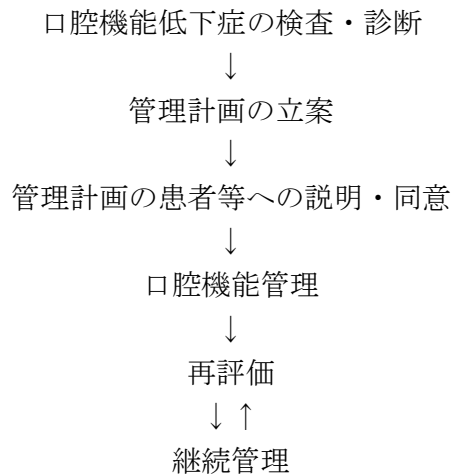 口腔機能低下症の検査・診断
↓
管理計画の立案
↓
管理計画の患者等への説明・同意
↓
口腔機能管理
↓
再評価
↓ ↑
継続管理